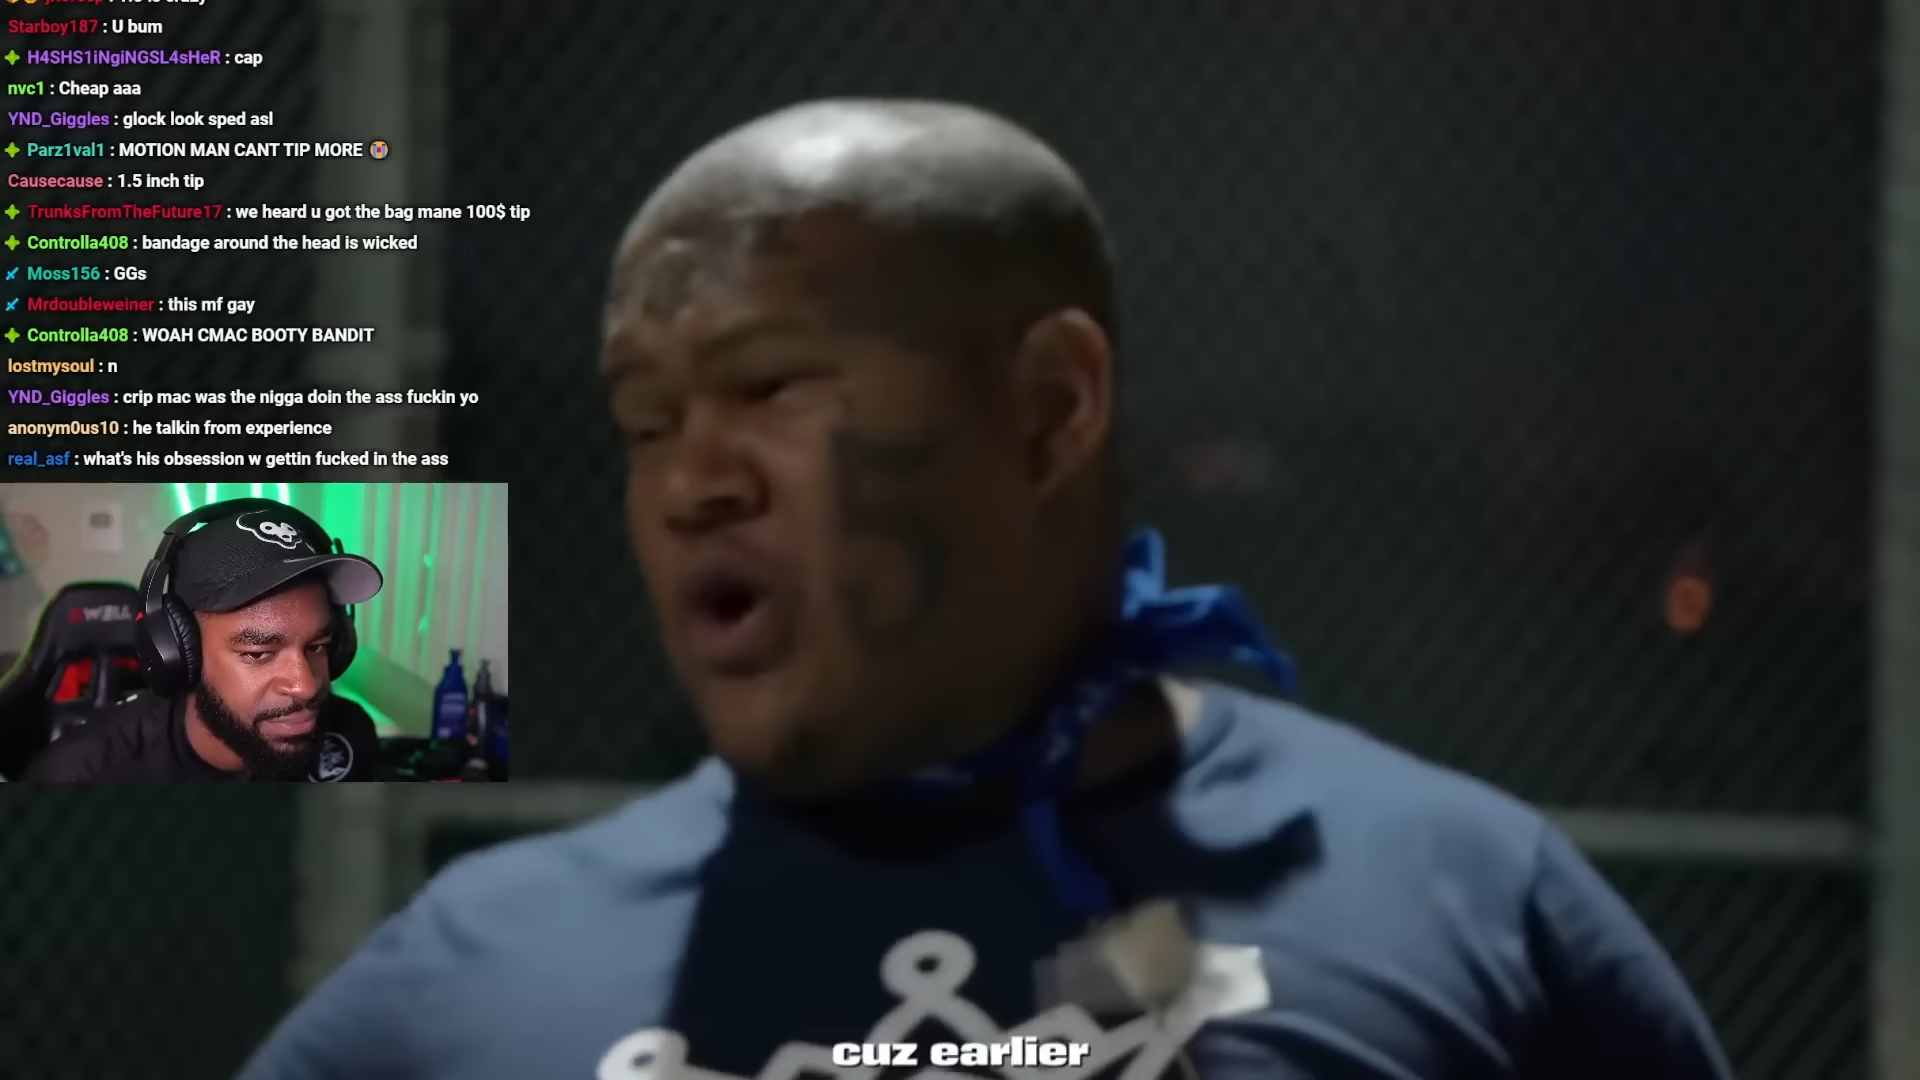 Starboy187 : U bum
H4SHS1iNgiNGSL4sHeR : cap
nvc1 : Cheap aaa
YND_Giggles : glock look sped asl
Parz1val1 : MOTION MAN CANT TIP MORE 😭
Causecause : 1.5 inch tip
TrunksFromTheFuture17 : we heard u got the bag mane 100$ tip
Controlla408 : bandage around the head is wicked
Moss156 : GGs
Mrdoubleweiner : this mf gay
Controlla408 : WOAH CMAC BOOTY BANDIT
lostmysoul : n
YND_Giggles : crip mac was the nigga doin the ass fuckin yo
anonym0us10 : he talkin from experience
real_asf : what's his obsession w gettin fucked in the ass
cuz earlier